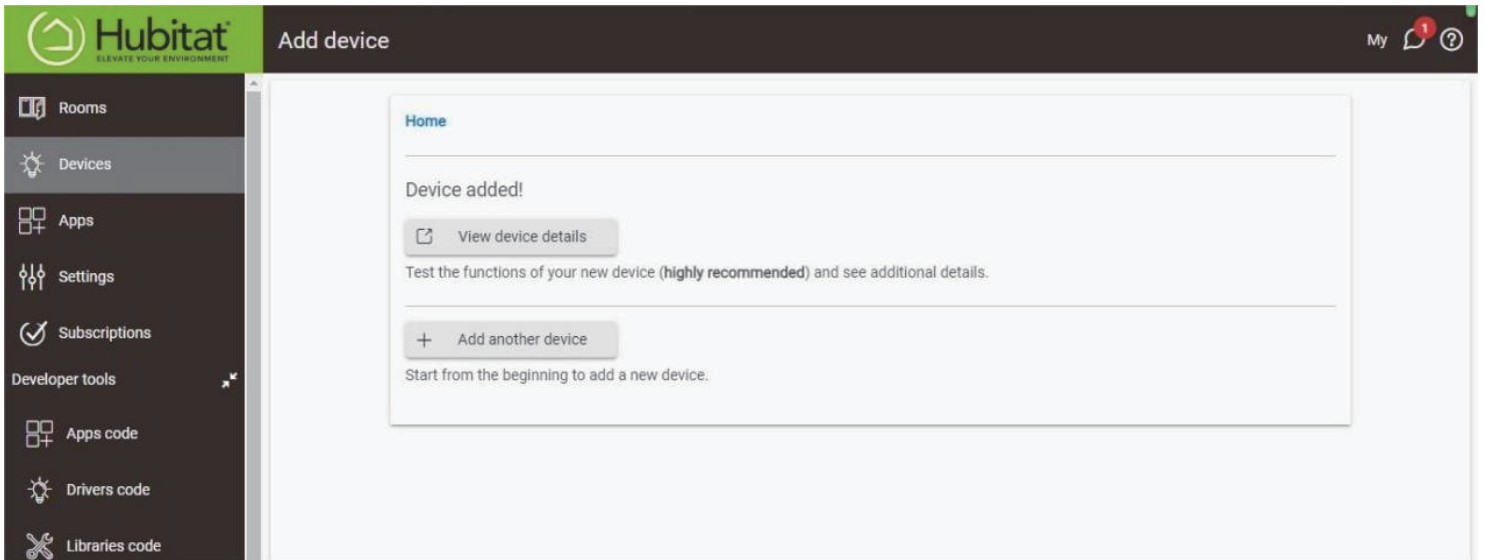 Hubitat
ELEVATE YOUR ENVIRONMENT
Add device
My
1
Rooms
Devices
Apps
Settings
Subscriptions
Developer tools
Apps code
Drivers code
Libraries code
Home
Device added!
View device details
Test the functions of your new device (highly recommended) and see additional details.
Add another device
Start from the beginning to add a new device.